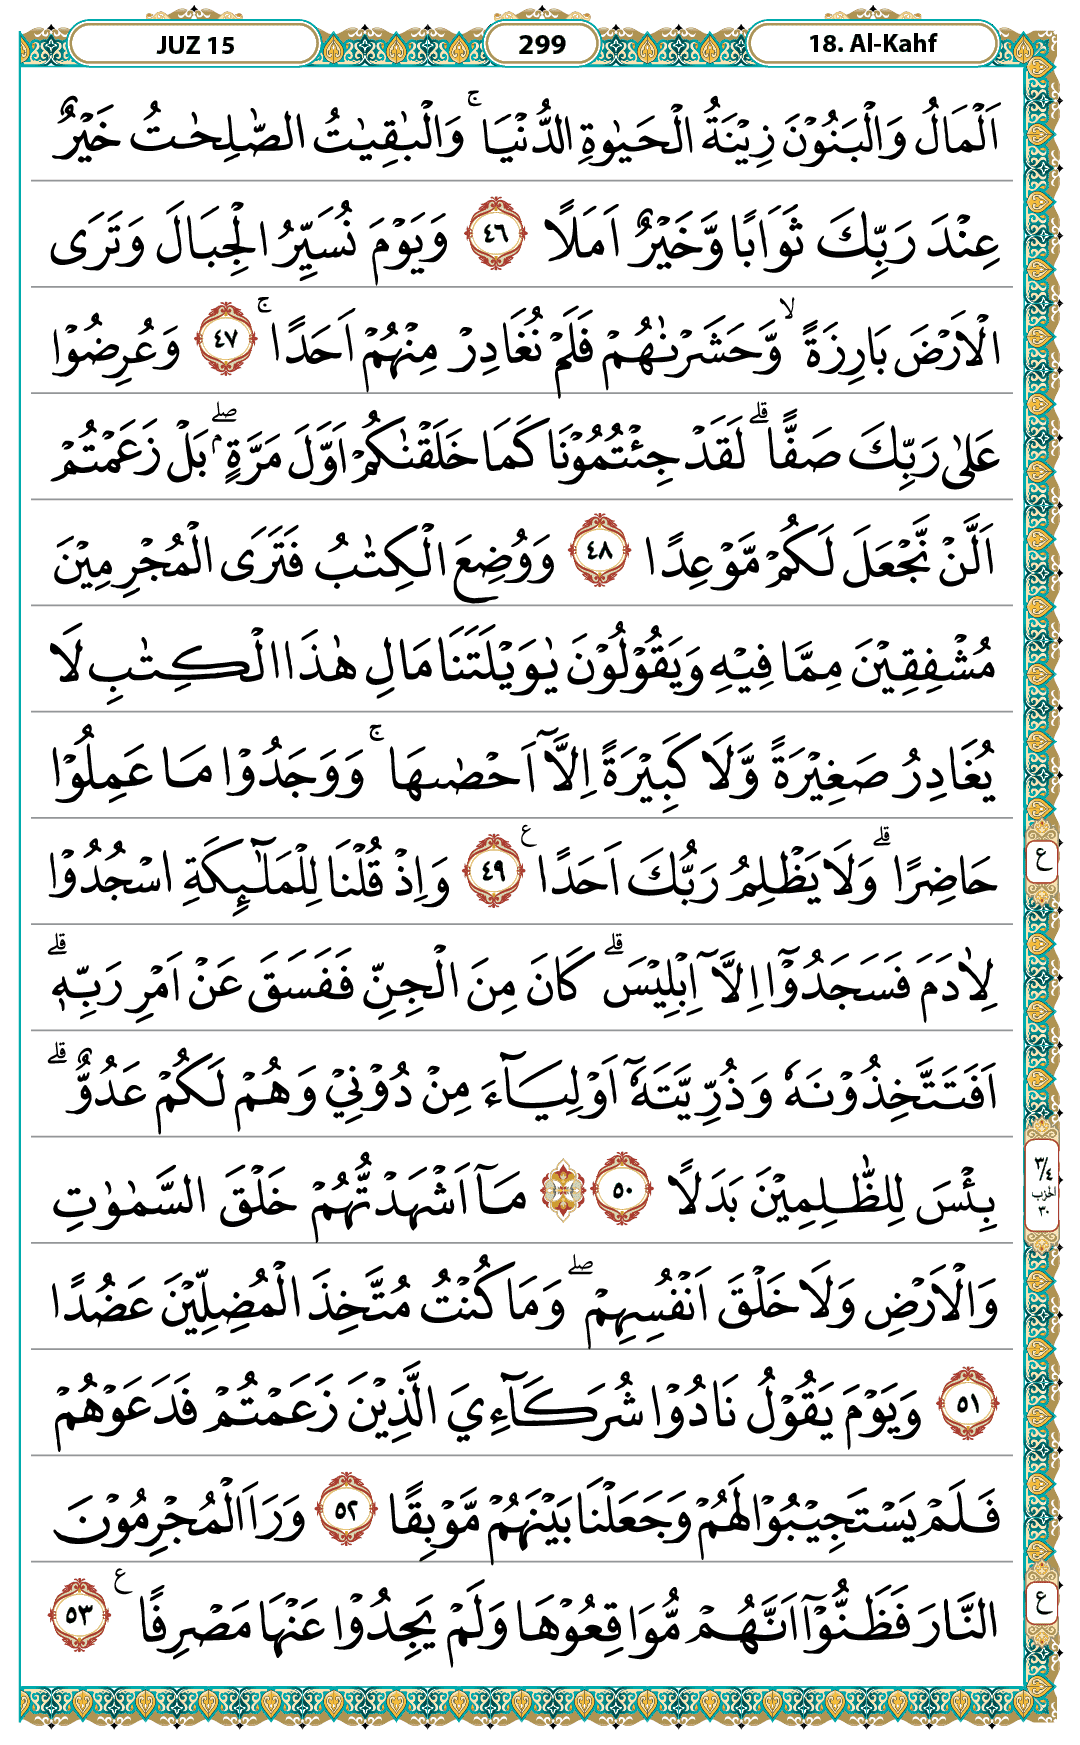 JUZ 15 299 18. Al-Kahf
اَلْمَالُ وَالْبَنُوْنَ زِيْنَةُ الْحَيٰوةِ الدُّنْيَا ۚ وَالْبٰقِيٰتُ الصّٰلِحٰتُ خَيْرٌ
عِنْدَ رَبِّكَ ثَوَابًا وَّخَيْرٌ اَمَلًا ٤٦ وَيَوْمَ نُسَيِّرُ الْجِبَالَ وَتَرَى
الْاَرْضَ بَارِزَةً ۙ وَّحَشَرْنٰهُمْ فَلَمْ نُغَادِرْ مِنْهُمْ اَحَدًا ۚ ٤٧ وَعُرِضُوْا
عَلٰى رَبِّكَ صَفًّا ۗ لَقَدْ جِئْتُمُوْنَا كَمَا خَلَقْنٰكُمْ اَوَّلَ مَرَّةٍۢ ۖ بَلْ زَعَمْتُمْ
اَلَّنْ نَّجْعَلَ لَكُمْ مَّوْعِدًا ٤٨ وَوُضِعَ الْكِتٰبُ فَتَرَى الْمُجْرِمِيْنَ
مُشْفِقِيْنَ مِمَّا فِيْهِ وَيَقُوْلُوْنَ يٰوَيْلَتَنَا مَالِ هٰذَا الْكِتٰبِ لَا
يُغَادِرُ صَغِيْرَةً وَّلَا كَبِيْرَةً اِلَّآ اَحْصٰىهَا ۚ وَوَجَدُوْا مَا عَمِلُوْا
حَاضِرًا ۗ وَلَا يَظْلِمُ رَبُّكَ اَحَدًا ࣖ ٤٩ وَاِذْ قُلْنَا لِلْمَلٰۤىِٕكَةِ اسْجُدُوْا
ع
لِاٰدَمَ فَسَجَدُوْٓا اِلَّآ اِبْلِيْسَۗ كَانَ مِنَ الْجِنِّ فَفَسَقَ عَنْ اَمْرِ رَبِّهٖۗ
اَفَتَتَّخِذُوْنَهٗ وَذُرِّيَّتَهٗٓ اَوْلِيَاۤءَ مِنْ دُوْنِيْ وَهُمْ لَكُمْ عَدُوٌّ ۗ
بِئْسَ لِلظّٰلِمِيْنَ بَدَلًا ٥٠ ۞ مَآ اَشْهَدْتُّهُمْ خَلْقَ السَّمٰوٰتِ
٣/٤
الحزب
٣٠
وَالْاَرْضِ وَلَا خَلْقَ اَنْفُسِهِمْ ۖ وَمَا كُنْتُ مُتَّخِذَ الْمُضِلِّيْنَ عَضُدًا
٥١ وَيَوْمَ يَقُوْلُ نَادُوْا شُرَكَاۤءِيَ الَّذِيْنَ زَعَمْتُمْ فَدَعَوْهُمْ
فَلَمْ يَسْتَجِيْبُوْا لَهُمْ وَجَعَلْنَا بَيْنَهُمْ مَّوْبِقًا ٥٢ وَرَاَ الْمُجْرِمُوْنَ
النَّارَ فَظَنُّوْٓا اَنَّهُمْ مُّوَاقِعُوْهَا وَلَمْ يَجِدُوْا عَنْهَا مَصْرِفًا ࣖ ٥٣
ع